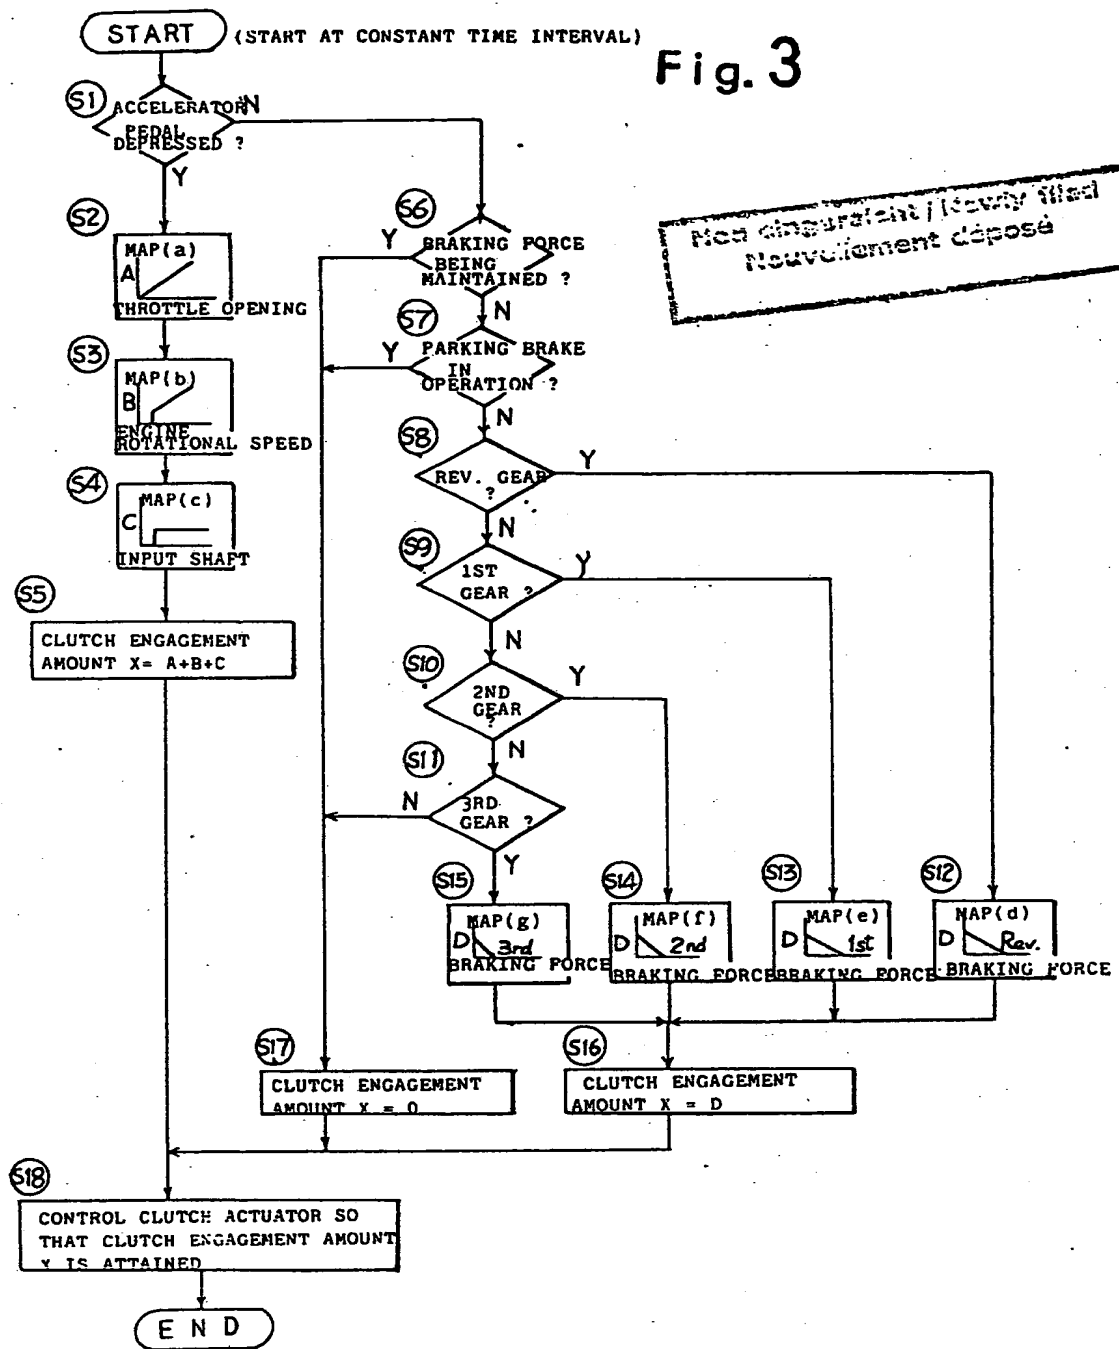 START (START AT CONSTANT TIME INTERVAL)
Fig. 3
S1
ACCELERATOR
PEDAL
DEPRESSED ?
N
Y
S2
MAP(a)
A
THROTTLE OPENING
S3
MAP(b)
B
ENGINE
ROTATIONAL SPEED
S4
MAP(c)
C
INPUT SHAFT
S5
CLUTCH ENGAGEMENT
AMOUNT X= A+B+C
Newly filed
Nouvellement déposé
S6
BRAKING FORCE
BEING
MAINTAINED ?
Y
N
S7
PARKING BRAKE
IN
OPERATION ?
Y
N
S8
REV. GEAR
?
Y
N
S9
1ST
GEAR ?
Y
N
S10
2ND
GEAR
?
Y
N
S11
3RD
GEAR ?
N
Y
S15
MAP(g)
D 3rd
BRAKING FORCE
S14
MAP(f)
D 2nd
BRAKING FORCE
S13
MAP(e)
D 1st
BRAKING FORCE
S12
MAP(d)
D Rev.
BRAKING FORCE
S17
CLUTCH ENGAGEMENT
AMOUNT X = 0
S16
CLUTCH ENGAGEMENT
AMOUNT X = D
S18
CONTROL CLUTCH ACTUATOR SO
THAT CLUTCH ENGAGEMENT AMOUNT
X IS ATTAINED
END